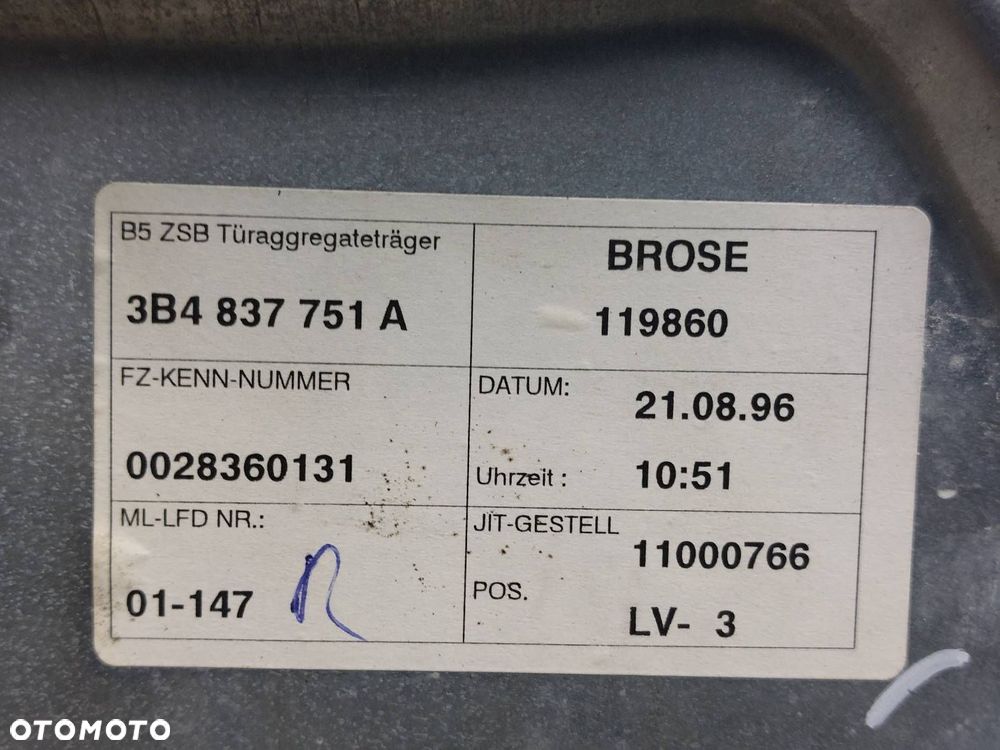 B5 ZSB Türaggregateträger
3B4 837 751 A
BROSE
119860
FZ-KENN-NUMMER
0028360131
DATUM:
21.08.96
Uhrzeit :
10:51
ML-LFD NR.:
01-147
JIT-GESTELL
11000766
POS.
LV- 3
OTOMOTO